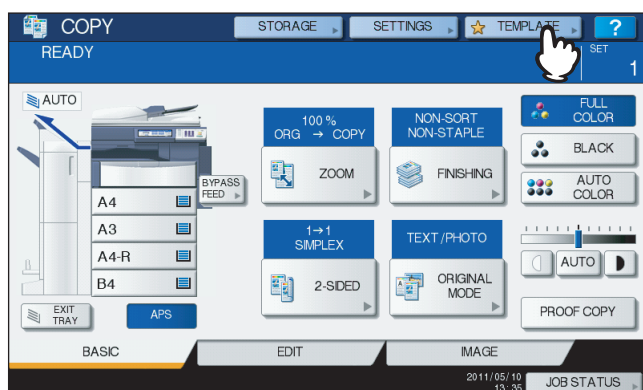 COPY
STORAGE
SETTINGS
TEMPLATE
?
READY
SET
1
AUTO
100 %
ORG → COPY
NON-SORT
NON-STAPLE
FULL
COLOR
BLACK
AUTO
COLOR
ZOOM
FINISHING
BYPASS
FEED
A4
A3
A4-R
B4
1→1
SIMPLEX
TEXT/PHOTO
2-SIDED
ORIGINAL
MODE
AUTO
EXIT
TRAY
APS
PROOF COPY
BASIC
EDIT
IMAGE
2011/05/10
13:35
JOB STATUS